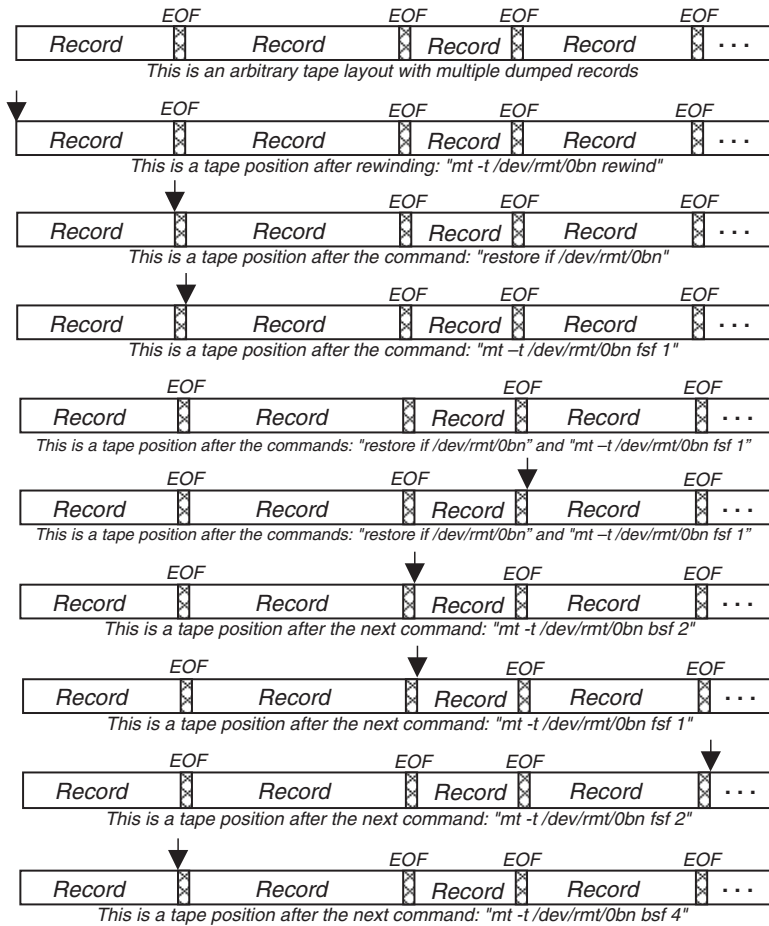 EOF EOF EOF EOF
Record Record Record Record ...
This is an arbitrary tape layout with multiple dumped records
EOF EOF EOF EOF
Record Record Record Record ...
This is a tape position after rewinding: "mt -t /dev/rmt/0bn rewind"
EOF EOF EOF
Record Record Record Record ...
This is a tape position after the command: "restore if /dev/rmt/0bn"
EOF EOF EOF
Record Record Record Record ...
This is a tape position after the command: "mt –t /dev/rmt/0bn fsf 1"
EOF EOF EOF EOF
Record Record Record Record ...
This is a tape position after the commands: "restore if /dev/rmt/0bn” and "mt –t /dev/rmt/0bn fsf 1”
EOF EOF EOF
Record Record Record Record ...
This is a tape position after the commands: "restore if /dev/rmt/0bn” and "mt –t /dev/rmt/0bn fsf 1”
EOF EOF EOF
Record Record Record Record ...
This is a tape position after the next command: "mt -t /dev/rmt/0bn bsf 2"
EOF EOF EOF
Record Record Record Record ...
This is a tape position after the next command: "mt -t /dev/rmt/0bn fsf 1"
EOF EOF EOF
Record Record Record Record ...
This is a tape position after the next command: "mt -t /dev/rmt/0bn fsf 2"
EOF EOF EOF
Record Record Record Record ...
This is a tape position after the next command: "mt -t /dev/rmt/0bn bsf 4"